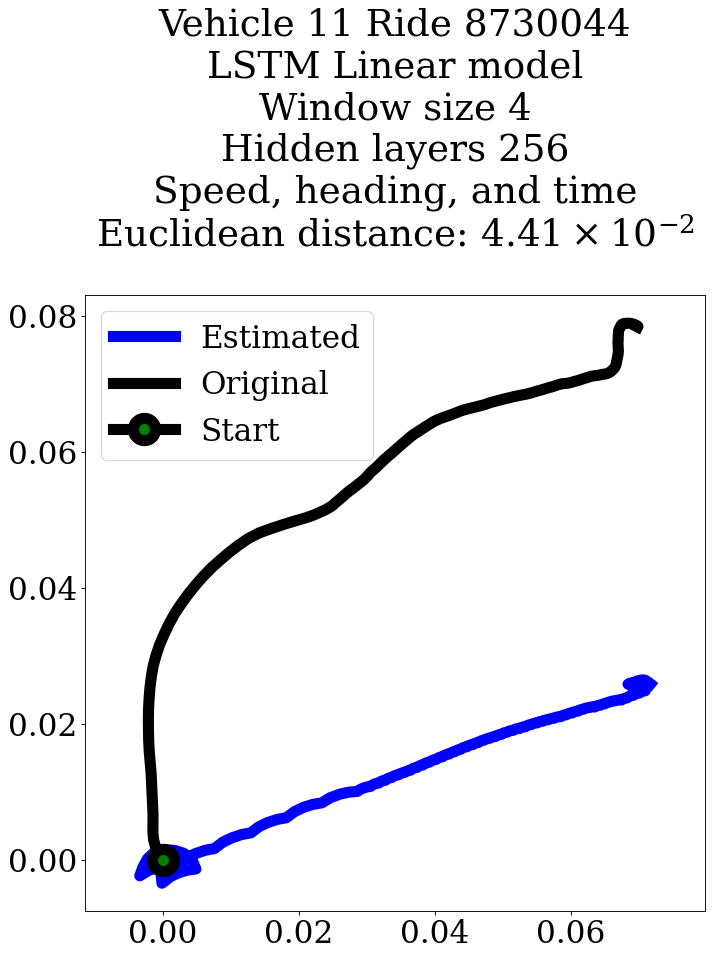 Vehicle 11 Ride 8730044
LSTM Linear model
Window size 4
Hidden layers 256
Speed, heading, and time
Euclidean distance: 4.41 × 10⁻²
Estimated
Original
Start
0.08
0.06
0.04
0.02
0.00
0.00 0.02 0.04 0.06